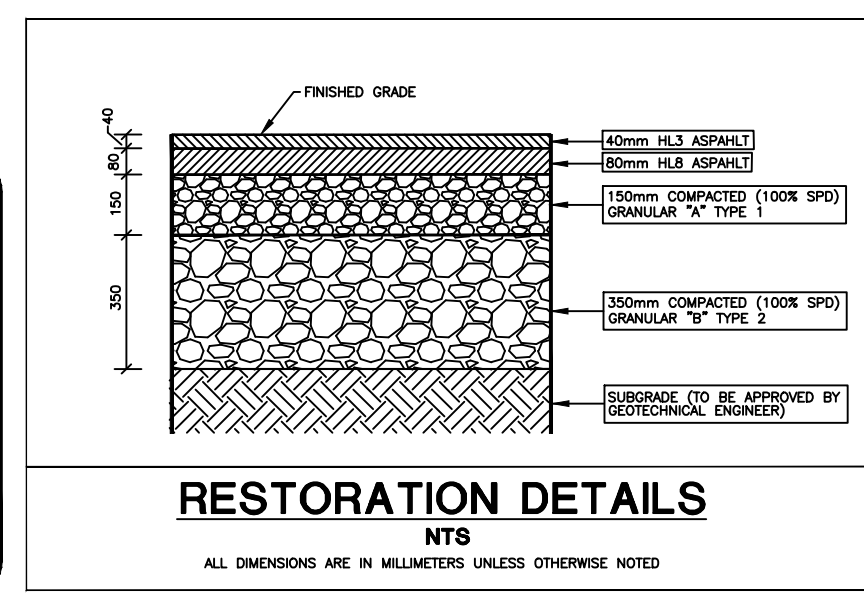 FINISHED GRADE
40
80
150
350
40mm HL3 ASPAHLT
80mm HL8 ASPAHLT
150mm COMPACTED (100% SPD)
GRANULAR "A" TYPE 1
350mm COMPACTED (100% SPD)
GRANULAR "B" TYPE 2
SUBGRADE (TO BE APPROVED BY
GEOTECHNICAL ENGINEER)
RESTORATION DETAILS
NTS
ALL DIMENSIONS ARE IN MILLIMETERS UNLESS OTHERWISE NOTED